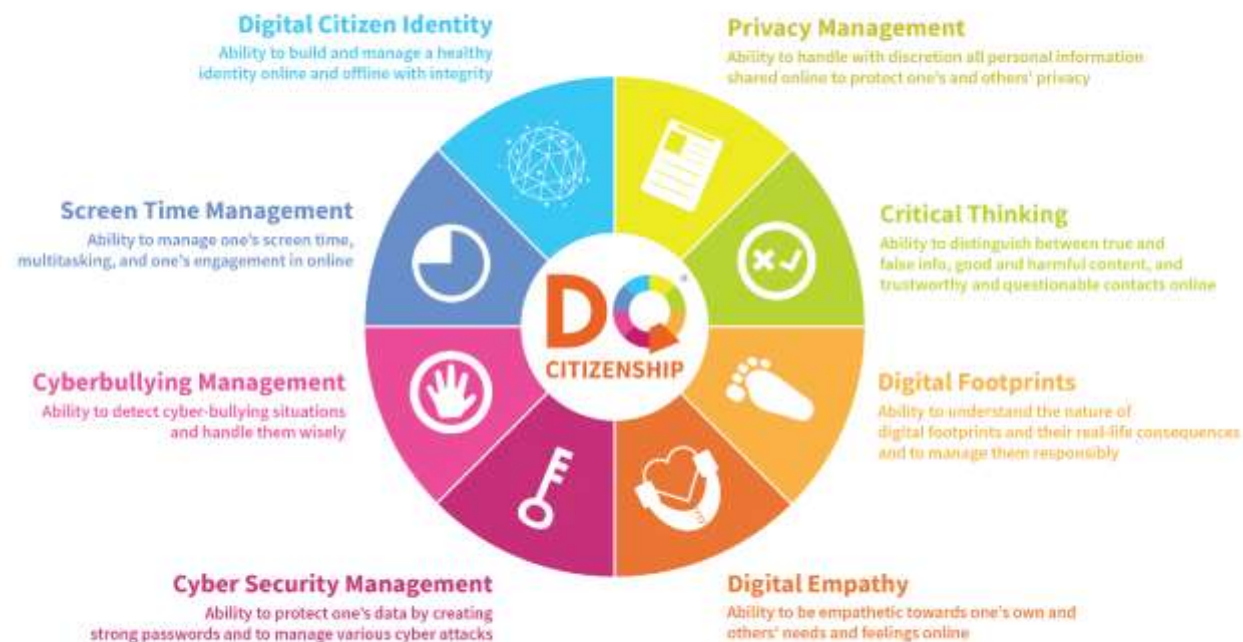 Digital Citizen Identity
Ability to build and manage a healthy
identity online and offline with integrity
Privacy Management
Ability to handle with discretion all personal information
shared online to protect one's and others' privacy
Screen Time Management
Ability to manage one's screen time,
multitasking, and one's engagement in online
Critical Thinking
Ability to distinguish between true and
false info, good and harmful content, and
trustworthy and questionable contacts online
DQ®
CITIZENSHIP
Cyberbullying Management
Ability to detect cyber-bullying situations
and handle them wisely
Digital Footprints
Ability to understand the nature of
digital footprints and their real-life consequences
and to manage them responsibly
Cyber Security Management
Ability to protect one's data by creating
strong passwords and to manage various cyber attacks
Digital Empathy
Ability to be empathetic towards one's own and
others' needs and feelings online